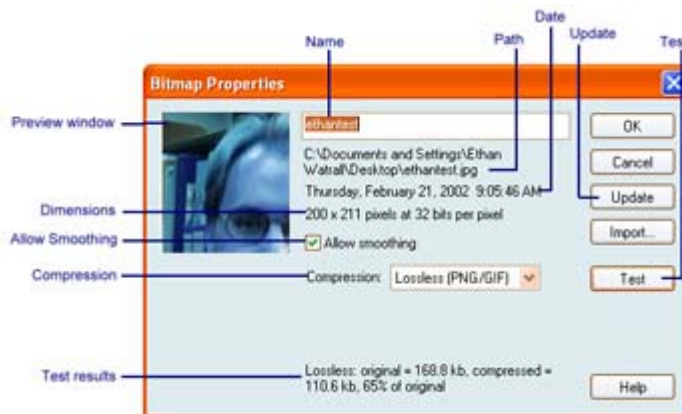 Date
Name
Path
Update
Tes
Bitmap Properties
Preview window
ethantest
OK
C:\Documents and Settings\Ethan
Watrall\Desktop\ethantest.jpg
Cancel
Thursday, February 21, 2002 9:05:46 AM
Update
Dimensions
200 x 211 pixels at 32 bits per pixel
Allow Smoothing
Allow smoothing
Import...
Compression
Compression:
Lossless (PNG/GIF)
Test
Test results
Lossless: original = 168.8 kb, compressed =
110.6 kb, 65% of original
Help